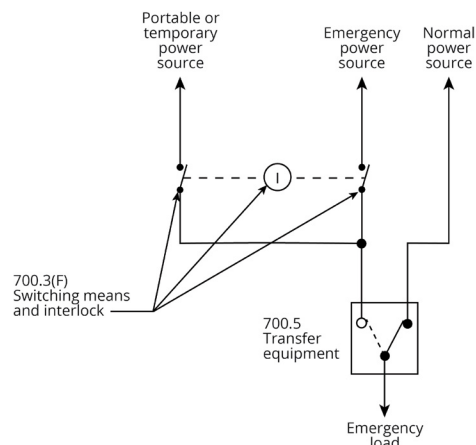 Portable or
temporary
power
source
Emergency
power
source
Normal
power
source
I
700.3(F)
Switching means
and interlock
700.5
Transfer
equipment
Emergency
load